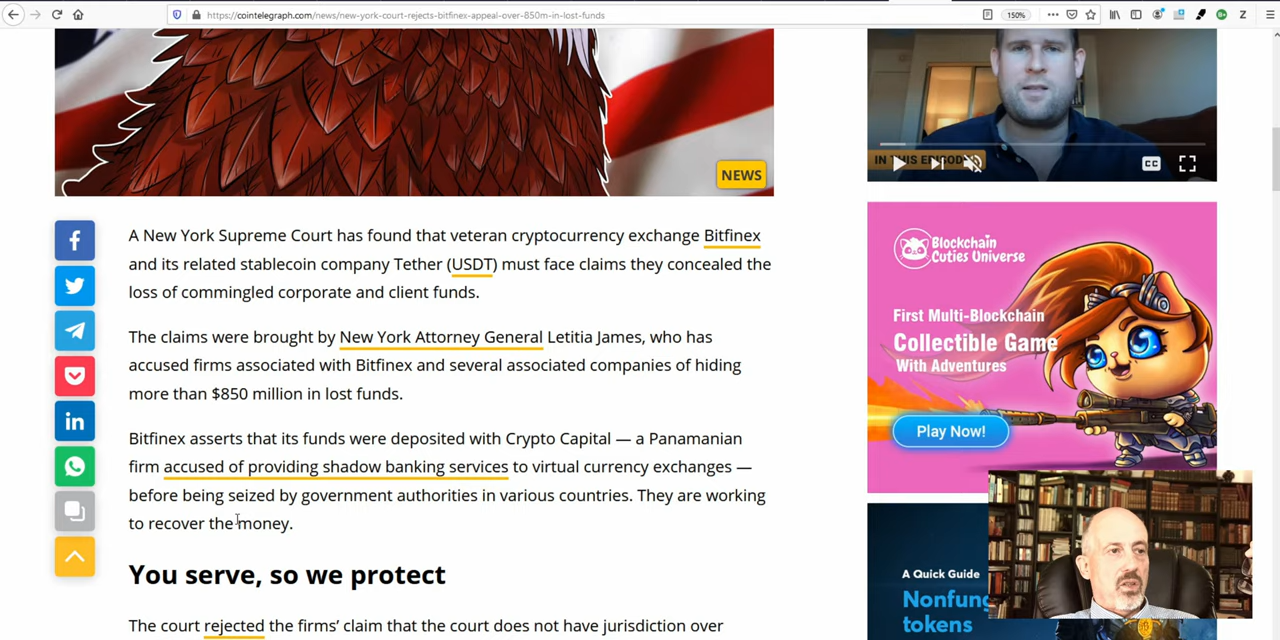 https://cointelegraph.com/news/new-york-court-rejects-bitfinex-appeal-over-850m-in-lost-funds
150%
Z
NEWS
A New York Supreme Court has found that veteran cryptocurrency exchange Bitfinex
and its related stablecoin company Tether (USDT) must face claims they concealed the
loss of commingled corporate and client funds.
The claims were brought by New York Attorney General Letitia James, who has
accused firms associated with Bitfinex and several associated companies of hiding
more than $850 million in lost funds.
Bitfinex asserts that its funds were deposited with Crypto Capital — a Panamanian
firm accused of providing shadow banking services to virtual currency exchanges —
before being seized by government authorities in various countries. They are working
to recover the money.
You serve, so we protect
The court rejected the firms' claim that the court does not have jurisdiction over
f
in
IN THIS EPISOD
CC
Blockchain
Cuties Universe
First Multi-Blockchain
Collectible Game
With Adventures
Play Now!
A Quick Guide
Nonfun
tokens